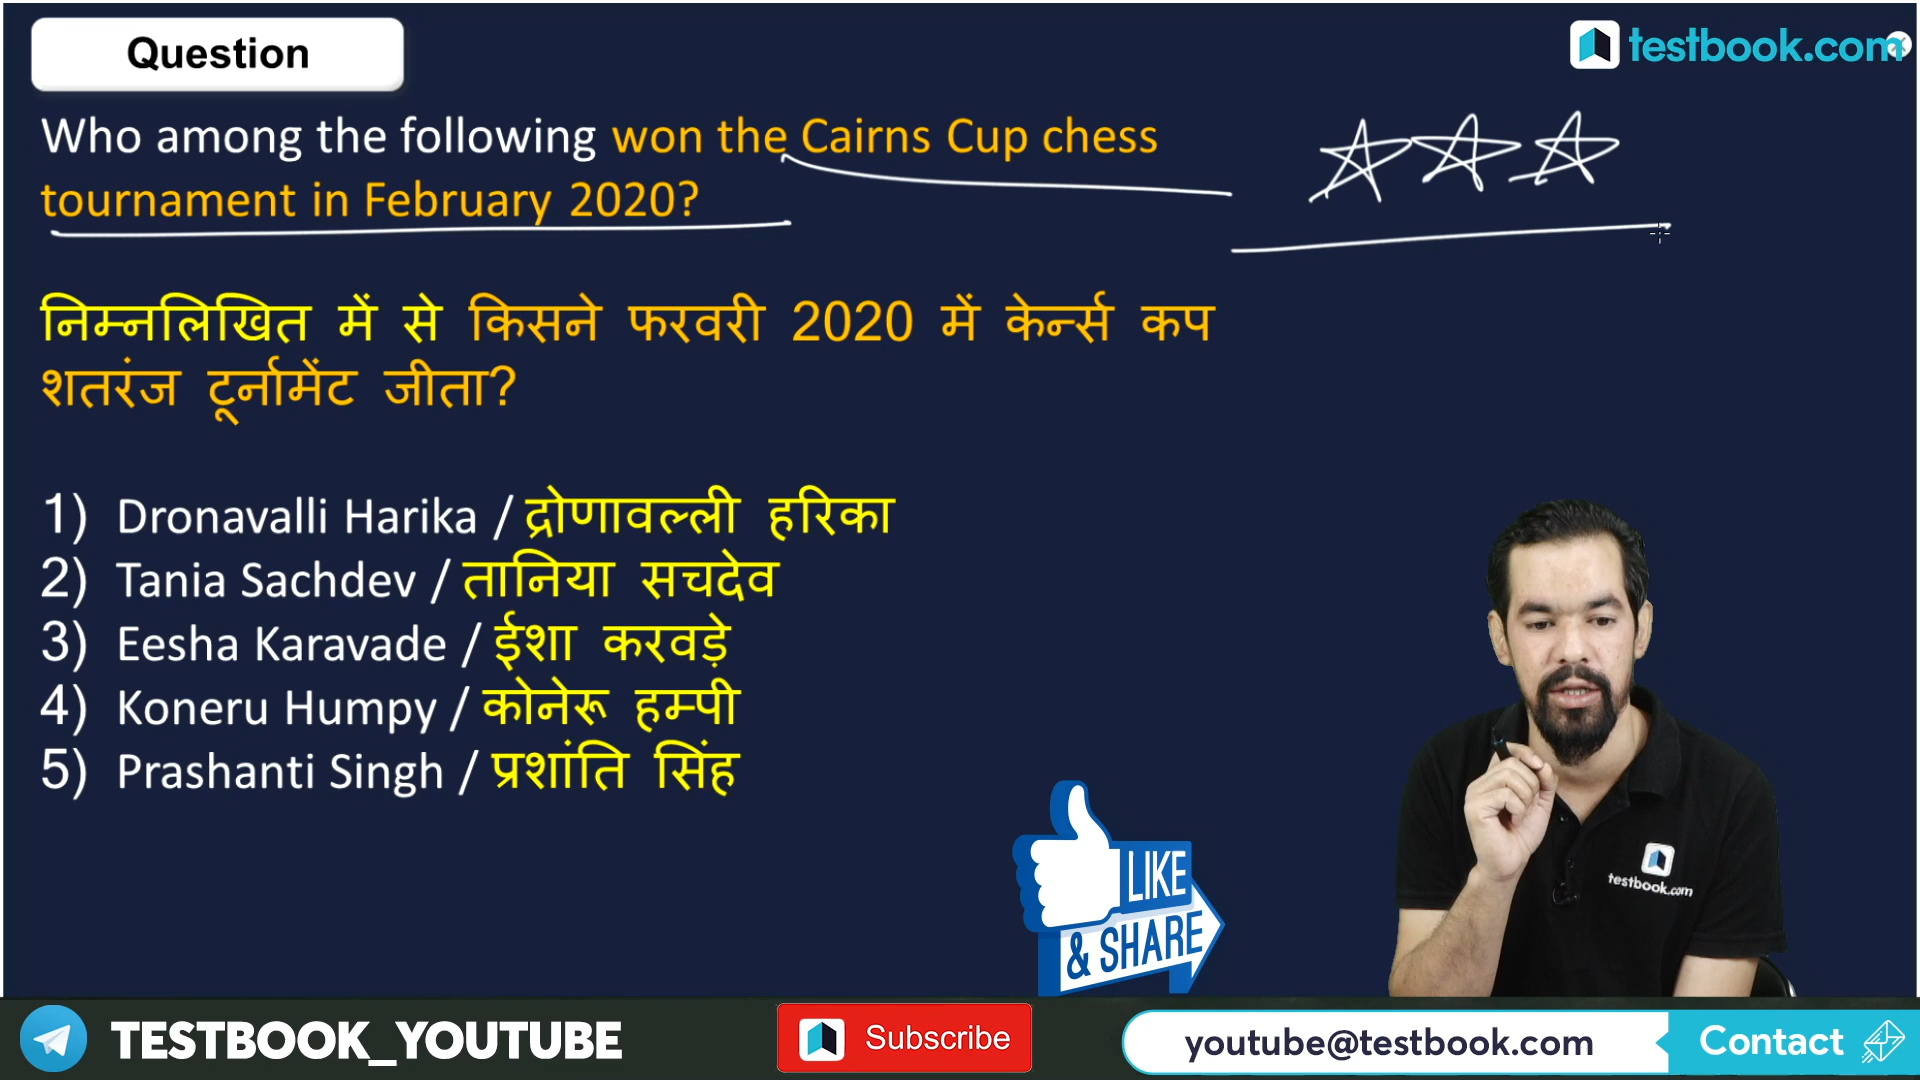 Question
testbook.com
Who among the following won the Cairns Cup chess
tournament in February 2020?
निम्नलिखित में से किसने फरवरी 2020 में केर्न्स कप
शतरंज टूर्नामेंट जीता?
1) Dronavalli Harika / द्रोणावल्ली हरिका
2) Tania Sachdev / तानिया सचदेव
3) Eesha Karavade / ईशा करवड़े
4) Koneru Humpy / कोनेरू हम्पी
5) Prashanti Singh / प्रशांति सिंह
LIKE
& SHARE
testbook.com
TESTBOOK_YOUTUBE
Subscribe
youtube@testbook.com
Contact